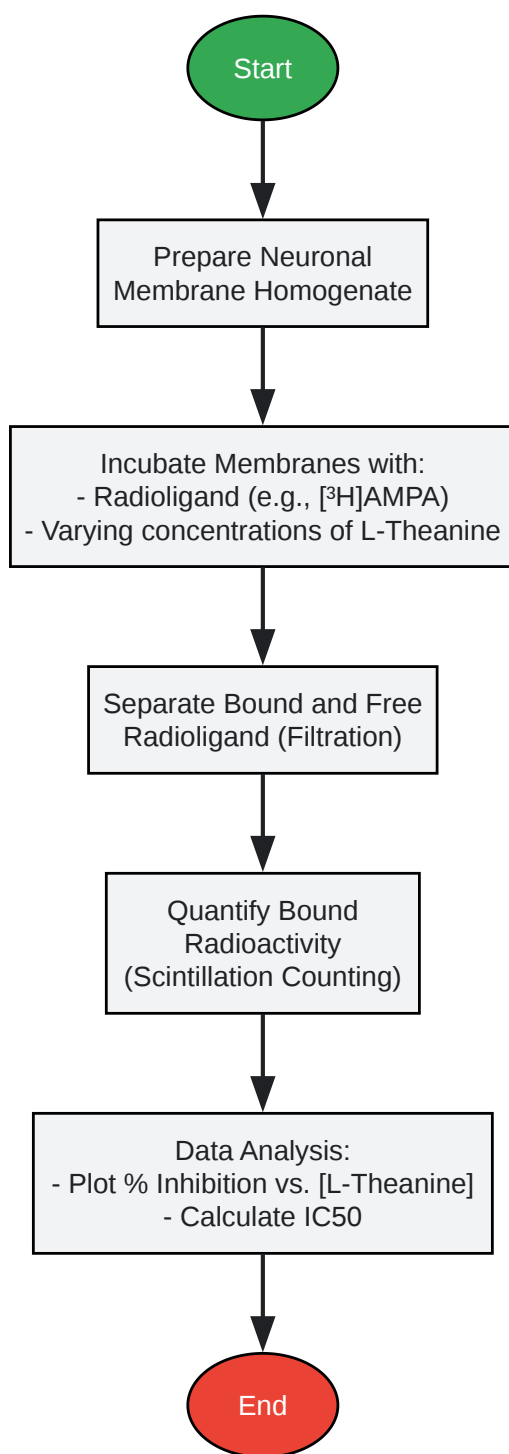 Start
Prepare Neuronal
Membrane Homogenate
Incubate Membranes with:
- Radioligand (e.g., [³H]AMPA)
- Varying concentrations of L-Theanine
Separate Bound and Free
Radioligand (Filtration)
Quantify Bound
Radioactivity
(Scintillation Counting)
Data Analysis:
- Plot % Inhibition vs. [L-Theanine]
- Calculate IC50
End